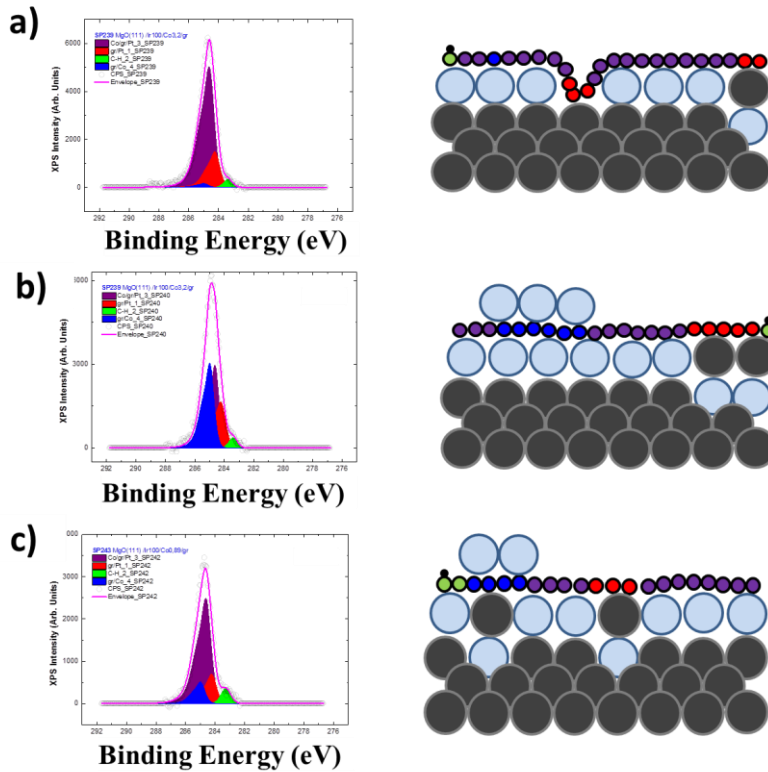 a)
SP239 MgO(111) /Ir100/Co3,2/gr
Co/gr/Pt_3_SP239
gr/Pt_1_SP239
C-H_2_SP239
gr/Co_4_SP239
CPS_SP239
Envelope_SP239
XPS Intensity (Arb. Units)
6000
4000
2000
0
292 290 288 286 284 282 280 278 276
Binding Energy (eV)
b)
SP239 MgO(111) /Ir100/Co3,2/gr
Co/gr/Pt_3_SP240
gr/Pt_1_SP240
C-H_2_SP240
gr/Co_4_SP240
CPS_SP240
Envelope_SP240
XPS Intensity (Arb. Units)
3000
0
292 290 288 286 284 282 280 278 276
Binding Energy (eV)
c)
SP243 MgO(111) /Ir100/Co0,89/gr
Co/gr/Pt_3_SP242
gr/Pt_1_SP242
C-H_2_SP242
gr/Co_4_SP242
CPS_SP242
Envelope_SP242
XPS Intensity (Arb. Units)
3000
2000
1000
0
292 290 288 286 284 282 280 278 276
Binding Energy (eV)